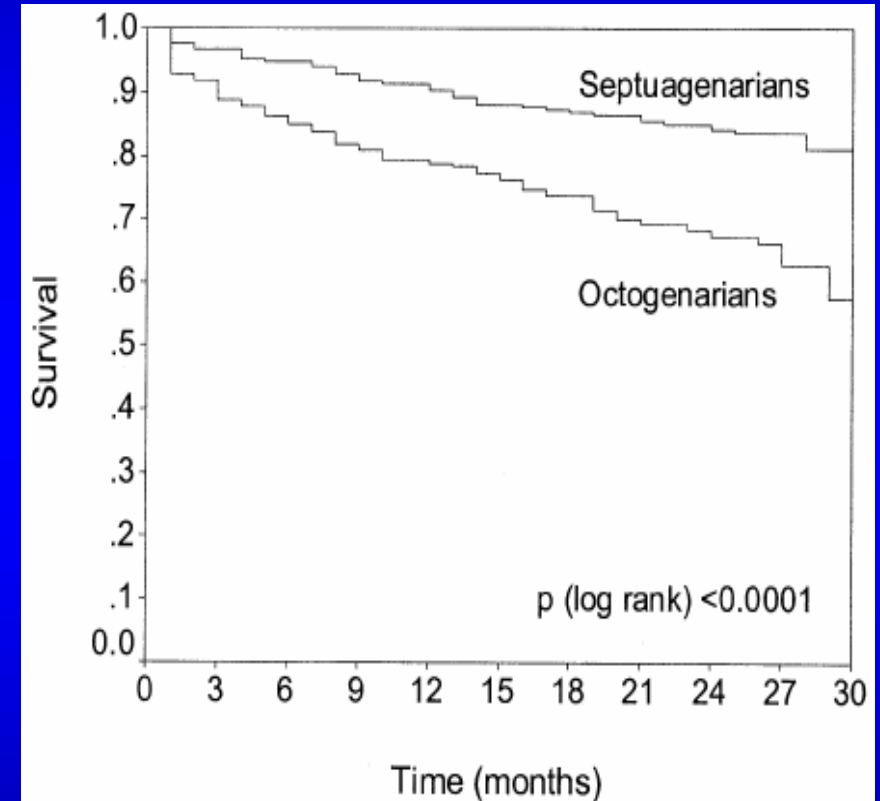 1.0
.9
.8
.7
.6
.5
.4
.3
.2
.1
0.0
Survival
Septuagenarians
Octogenarians
p (log rank) <0.0001
0 3 6 9 12 15 18 21 24 27 30
Time (months)